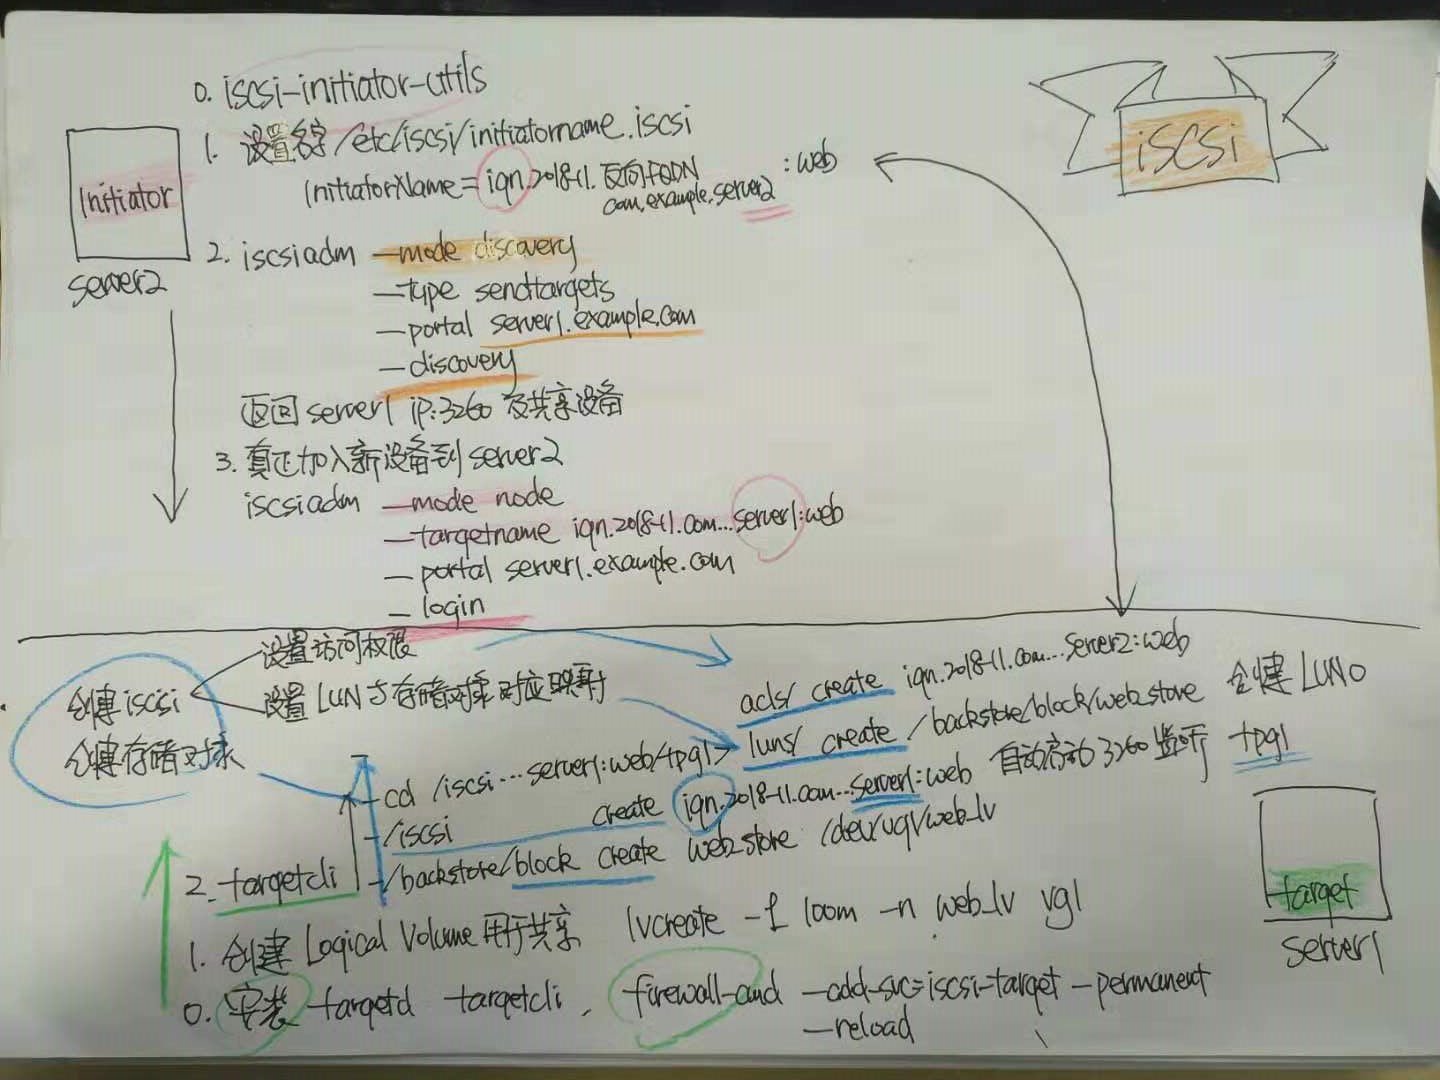 iscsi
0. iscsi-initiator-utils
1. 设置名字 /etc/iscsi/initiatorname.iscsi
InitiatorName = iqn.2018-11. 反向FQDN :web
com.example.server2
Initiator
server2
2. iscsiadm —mode discovery
—type sendtargets
—portal server1.example.com
—discovery
返回 server1 ip:3260 及共享设备
3. 真正加入新设备到 server2
iscsiadm —mode node
—targetname iqn.2018-11.com...server1:web
—portal server1.example.com
—login
创建 iscsi
设置访问权限
设置 LUN 与存储对象对应映射
创建存储对象
acls/ create iqn.2018-11.com...server2:web
luns/ create /backstore/block/web_store 创建 LUN0
-cd /iscsi...server1:web/tpg1>
-/iscsi create iqn.2018-11.com...server1:web 自动启动 3260 监听 tpg1
2. targetcli -/backstore/block create web_store /dev/vg1/web_lv
1. 创建 Logical Volume 用于共享 lvcreate -L 100m -n web_lv vg1
0. 安装 targetd targetcli, firewall-cmd —add-svc=iscsi-target —permanent
—reload
target
server1